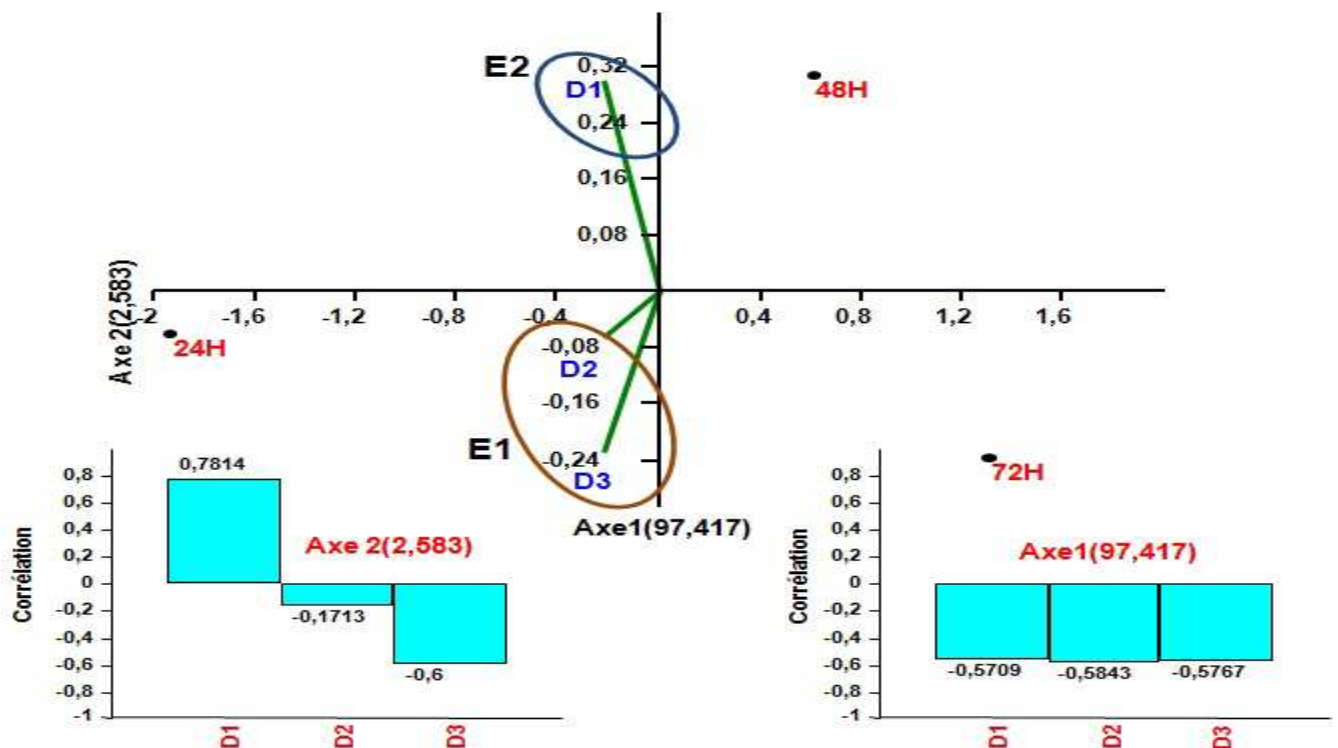 E2
0,32
D1
48H
0,24
0,16
0,08
Axe 2(2,583)
-2
-1,6
-1,2
-0,8
-0,4
0,4
0,8
1,2
1,6
24H
-0,08
D2
-0,16
E1
-0,24
D3
72H
Axe1(97,417)
Corrélation
0,8
0,6
0,4
0,2
0
-0,2
-0,4
-0,6
-0,8
-1
0,7814
Axe 2(2,583)
-0,1713
-0,6
D1
D2
D3
Corrélation
0,8
0,6
0,4
0,2
0
-0,2
-0,4
-0,6
-0,8
-1
Axe1(97,417)
-0,5709
-0,5843
-0,5767
D1
D2
D3